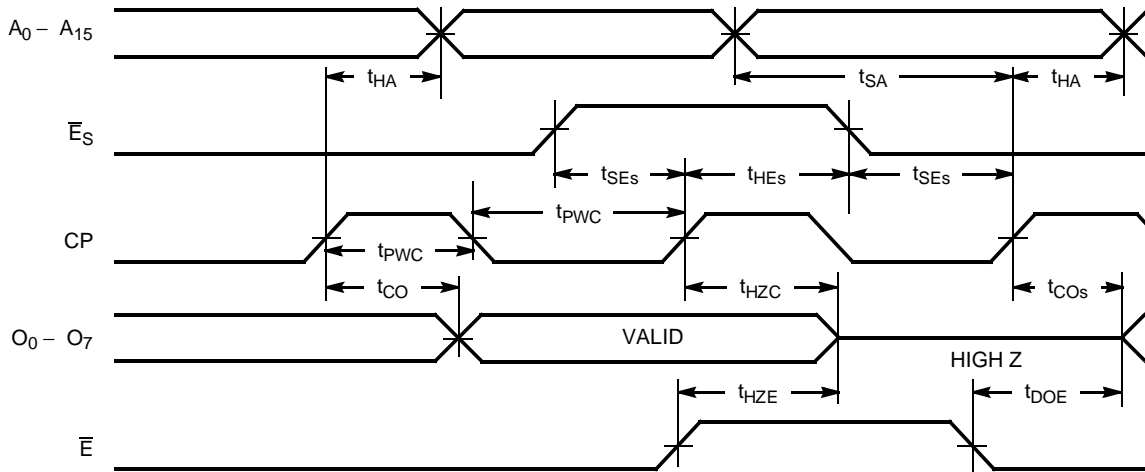 A0 – A15
tHA
tSA
tHA
E̅S
tSEs
tHEs
tSEs
tPWC
CP
tPWC
tCO
tHZC
tCOs
O0 – O7
VALID
HIGH Z
tHZE
tDOE
E̅